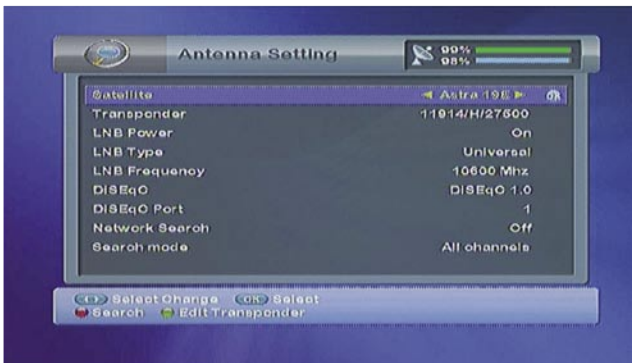 Antenna Setting
99%
98%
Satellite Astra 19E OK
Transponder 11914/H/27500
LNB Power On
LNB Type Universal
LNB Frequency 10600 Mhz
DiSEqC DiSEqC 1.0
DiSEqC Port 1
Network Search Off
Search mode All channels
Select Change OK Select
Search Edit Transponder